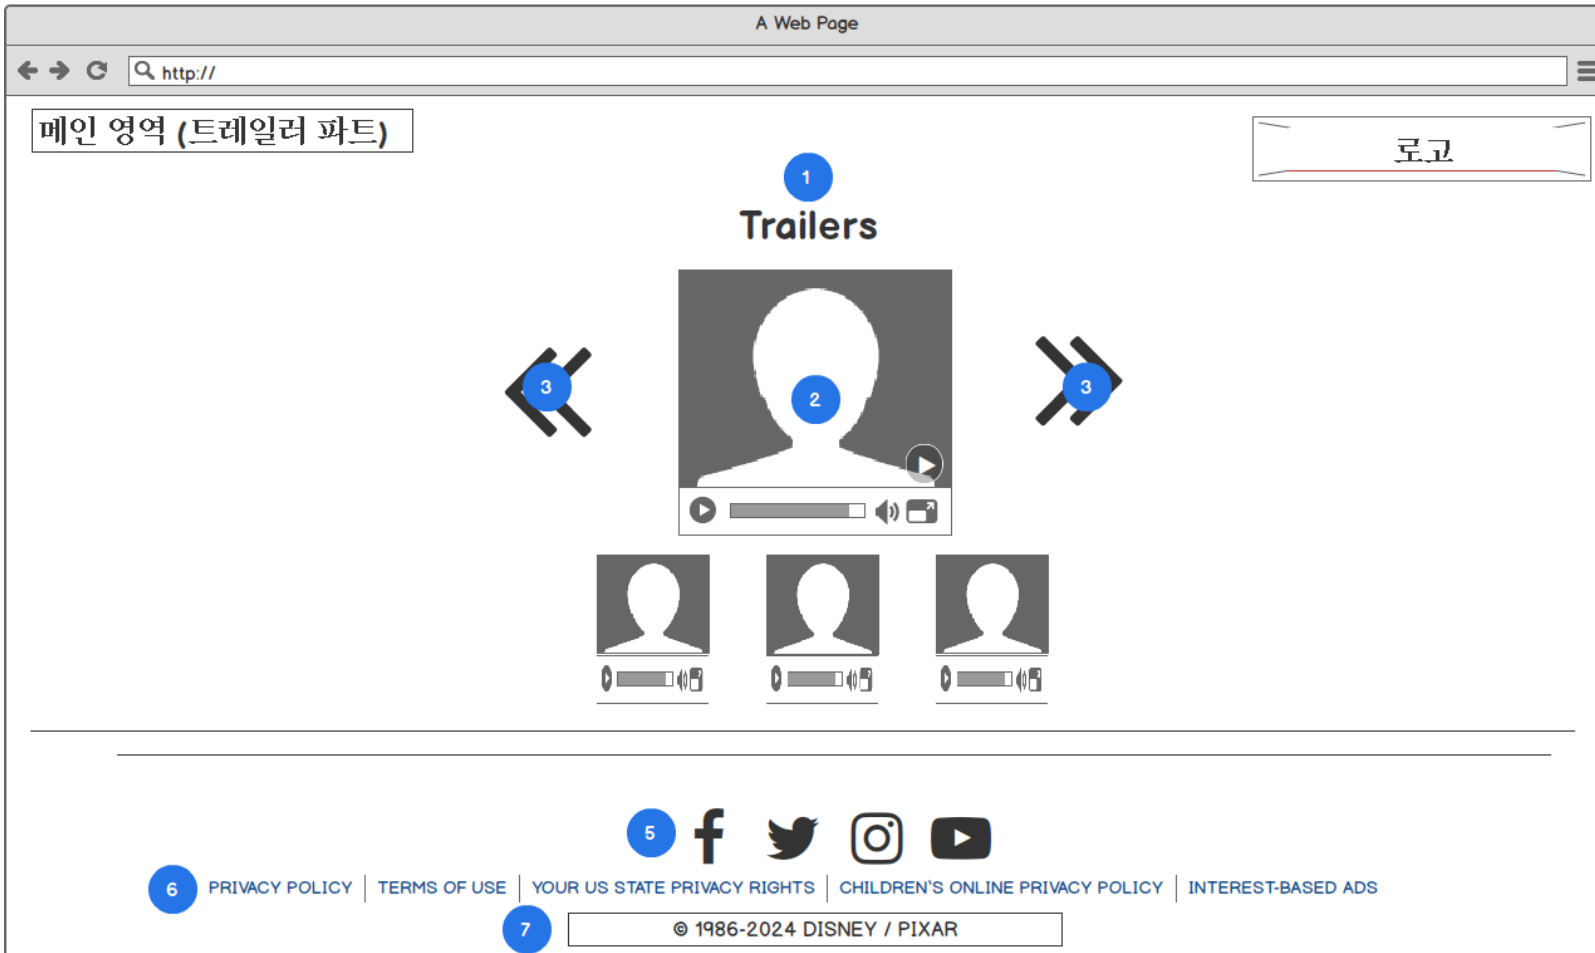 A Web Page
http://
메인 영역 (트레일러 파트)
로고
1
Trailers
3
2
3
5
6
PRIVACY POLICY
TERMS OF USE
YOUR US STATE PRIVACY RIGHTS
CHILDREN'S ONLINE PRIVACY POLICY
INTEREST-BASED ADS
7
© 1986-2024 DISNEY / PIXAR